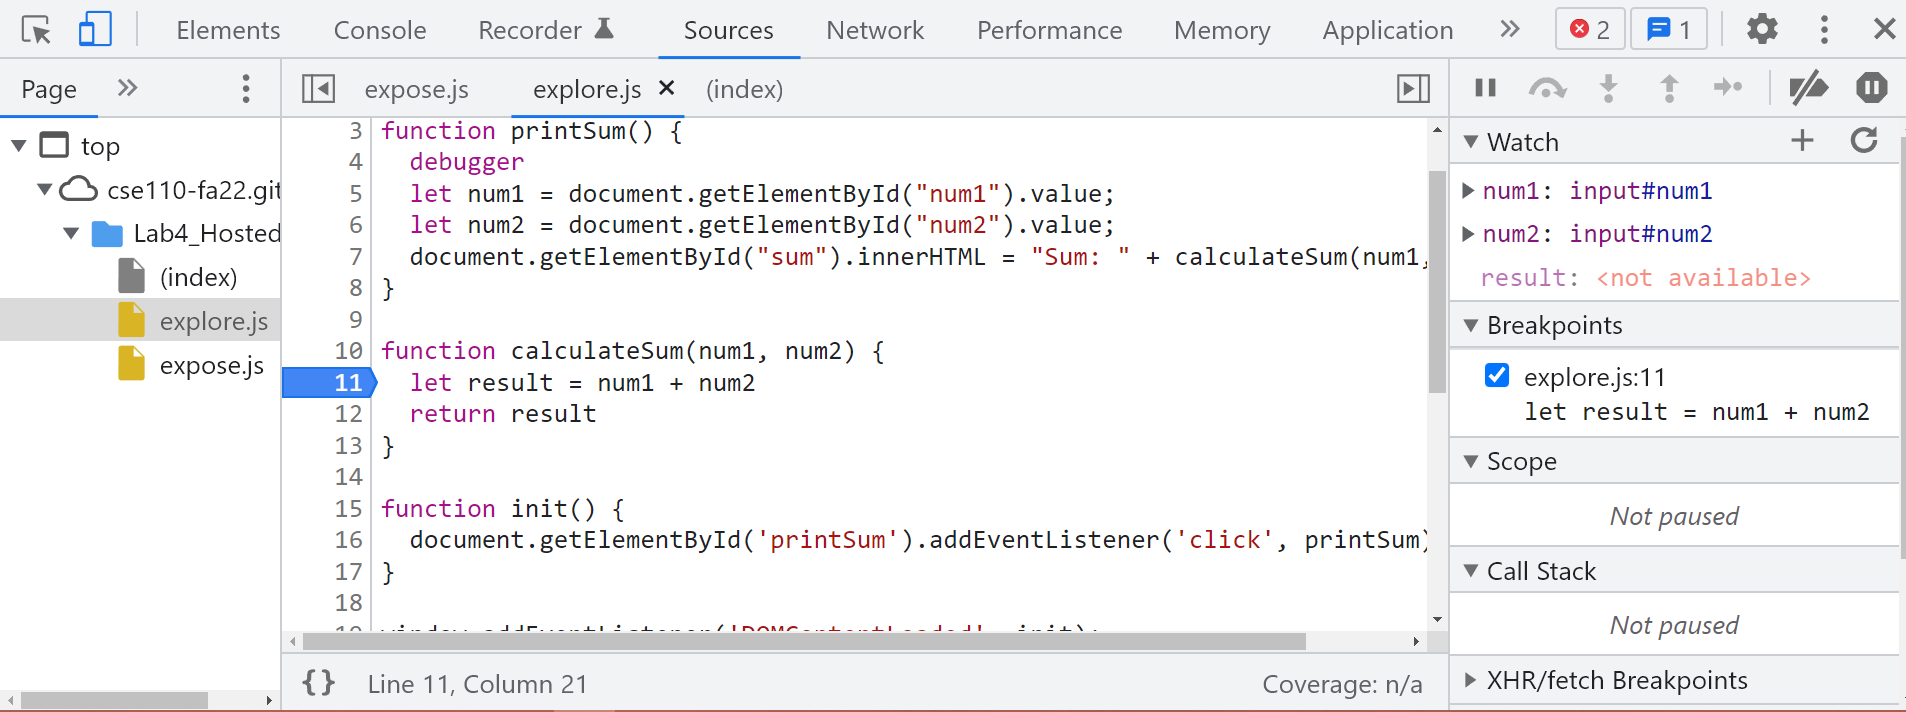 Elements Console Recorder Sources Network Performance Memory Application 2 1
Page
expose.js explore.js (index)
top
cse110-fa22.git
Lab4_Hosted
(index)
explore.js
expose.js
3 function printSum() {
4 debugger
5 let num1 = document.getElementById("num1").value;
6 let num2 = document.getElementById("num2").value;
7 document.getElementById("sum").innerHTML = "Sum: " + calculateSum(num1,
8 }
9
10 function calculateSum(num1, num2) {
11 let result = num1 + num2
12 return result
13 }
14
15 function init() {
16 document.getElementById('printSum').addEventListener('click', printSum)
17 }
18
19 window.addEventListener('DOMContentLoaded', init);
{} Line 11, Column 21 Coverage: n/a
Watch
num1: input#num1
num2: input#num2
result: <not available>
Breakpoints
explore.js:11
let result = num1 + num2
Scope
Not paused
Call Stack
Not paused
XHR/fetch Breakpoints